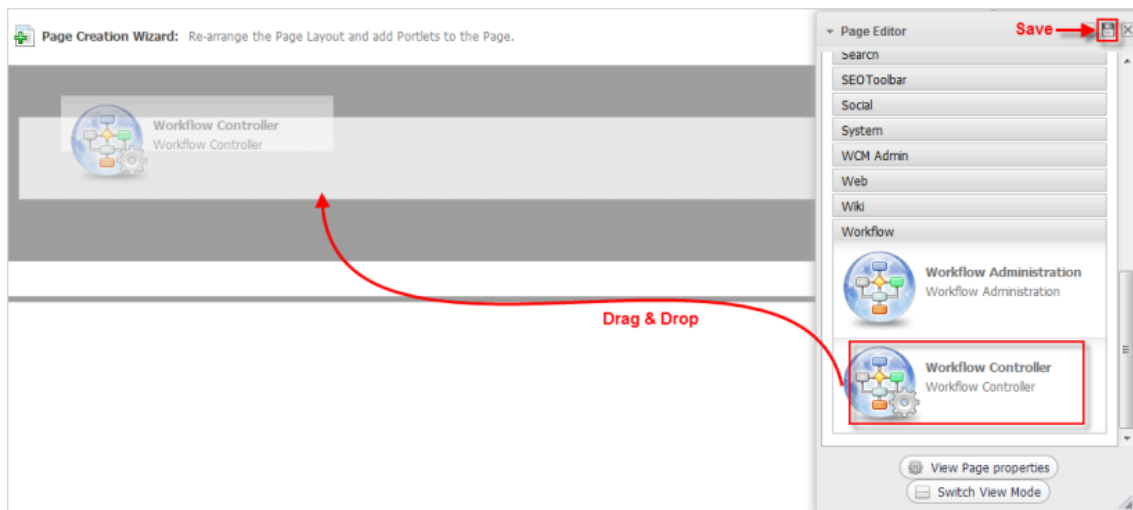 Page Creation Wizard: Re-arrange the Page Layout and add Portlets to the Page.
Workflow Controller
Workflow Controller
Drag & Drop
Page Editor
Save
Search
SEOToolbar
Social
System
WCM Admin
Web
Wiki
Workflow
Workflow Administration
Workflow Administration
Workflow Controller
Workflow Controller
View Page properties
Switch View Mode